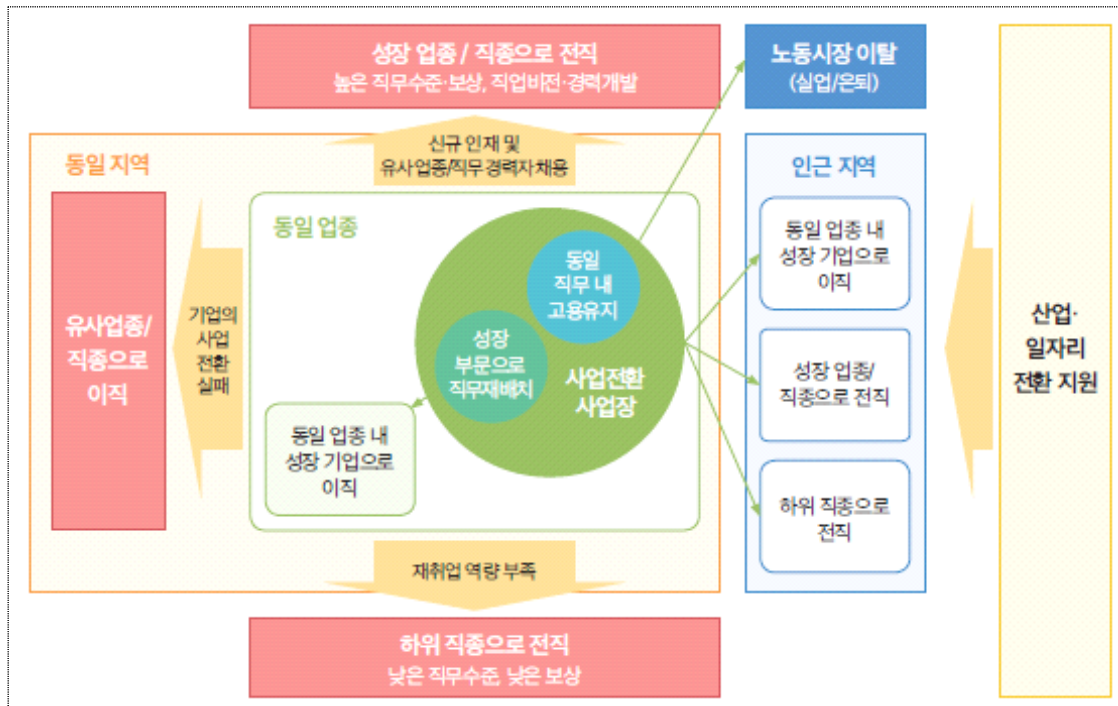 성장 업종 / 직종으로 전직
높은 직무수준·보상, 직업비전·경력개발
노동시장 이탈
(실업/은퇴)
신규 인재 및
유사업종/직무 경력자 채용
동일 지역
유사업종/
직종으로
이직
기업의
사업
전환
실패
동일 업종
동일
직무 내
고용유지
성장
부문으로
직무재배치
사업전환
사업장
동일 업종 내
성장 기업으로
이직
재취업 역량 부족
하위 직종으로 전직
낮은 직무수준, 낮은 보상
인근 지역
동일 업종 내
성장 기업으로
이직
성장 업종/
직종으로 전직
하위 직종으로
전직
산업·
일자리
전환 지원